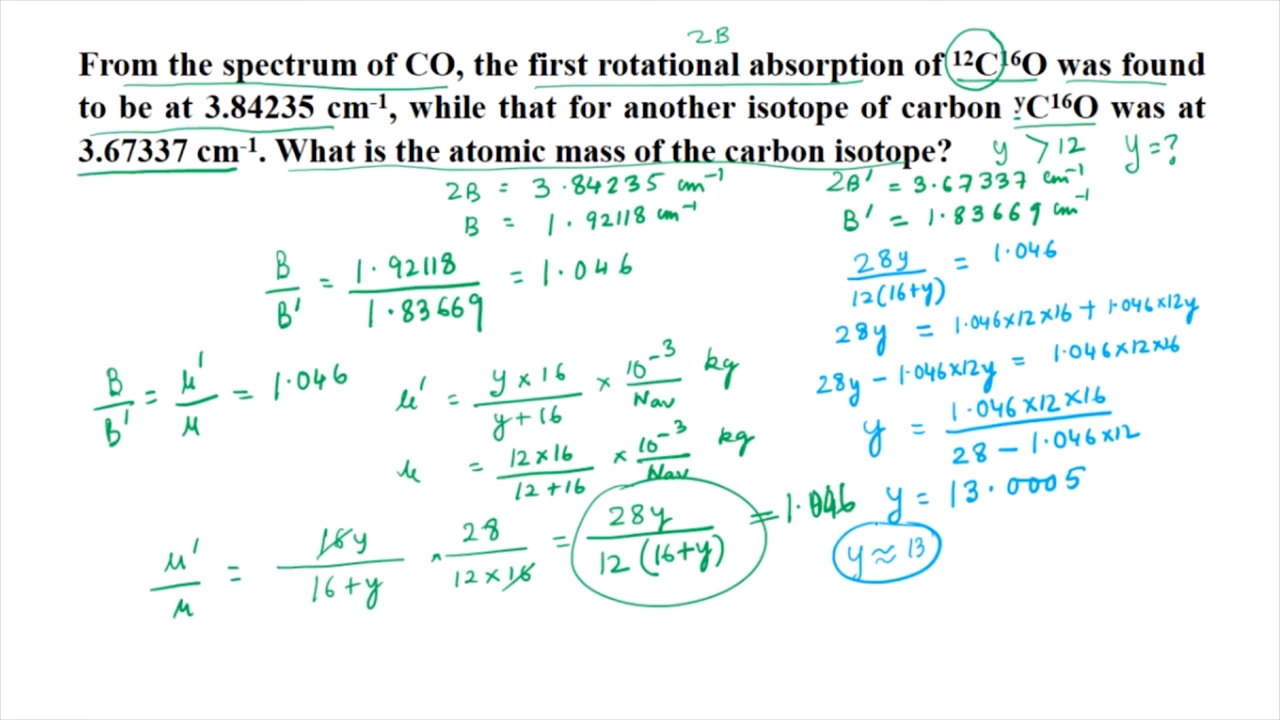 2B
From the spectrum of CO, the first rotational absorption of ¹²C¹⁶O was found
to be at 3.84235 cm⁻¹, while that for another isotope of carbon ʸC¹⁶O was at
3.67337 cm⁻¹. What is the atomic mass of the carbon isotope? y > 12 y = ?
2B = 3.84235 cm⁻¹
B = 1.92118 cm⁻¹
B/B' = 1.92118/1.83669 = 1.046
B/B' = μ'/μ = 1.046
μ' = y × 16/y + 16 × 10⁻³/Nav kg
μ = 12 × 16/12 + 16 × 10⁻³/Nav kg
μ'/μ = 16y/16 + y × 28/12 × 16 = 28y/12 (16+y) = 1.046
2B' = 3.67337 cm⁻¹
B' = 1.83669 cm⁻¹
28y/12(16+y) = 1.046
28y = 1.046×12×16 + 1.046×12y
28y – 1.046×12y = 1.046×12×16
y = 1.046×12×16/28 – 1.046×12
y = 13.0005
y ≈ 13